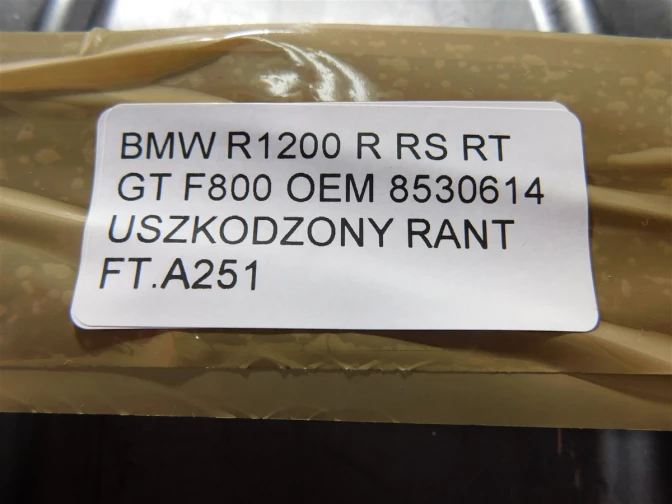 BMW R1200 R RS RT
GT F800 OEM 8530614
USZKODZONY RANT
FT.A251